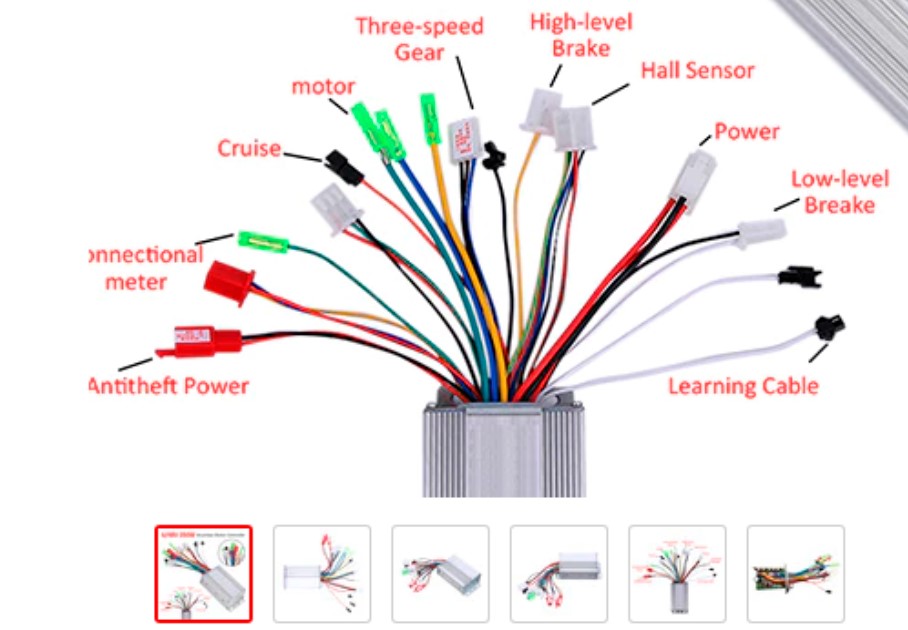 Three-speed
Gear
High-level
Brake
Hall Sensor
motor
Power
Cruise
Low-level
Breake
onnectional
meter
Antitheft Power
Learning Cable